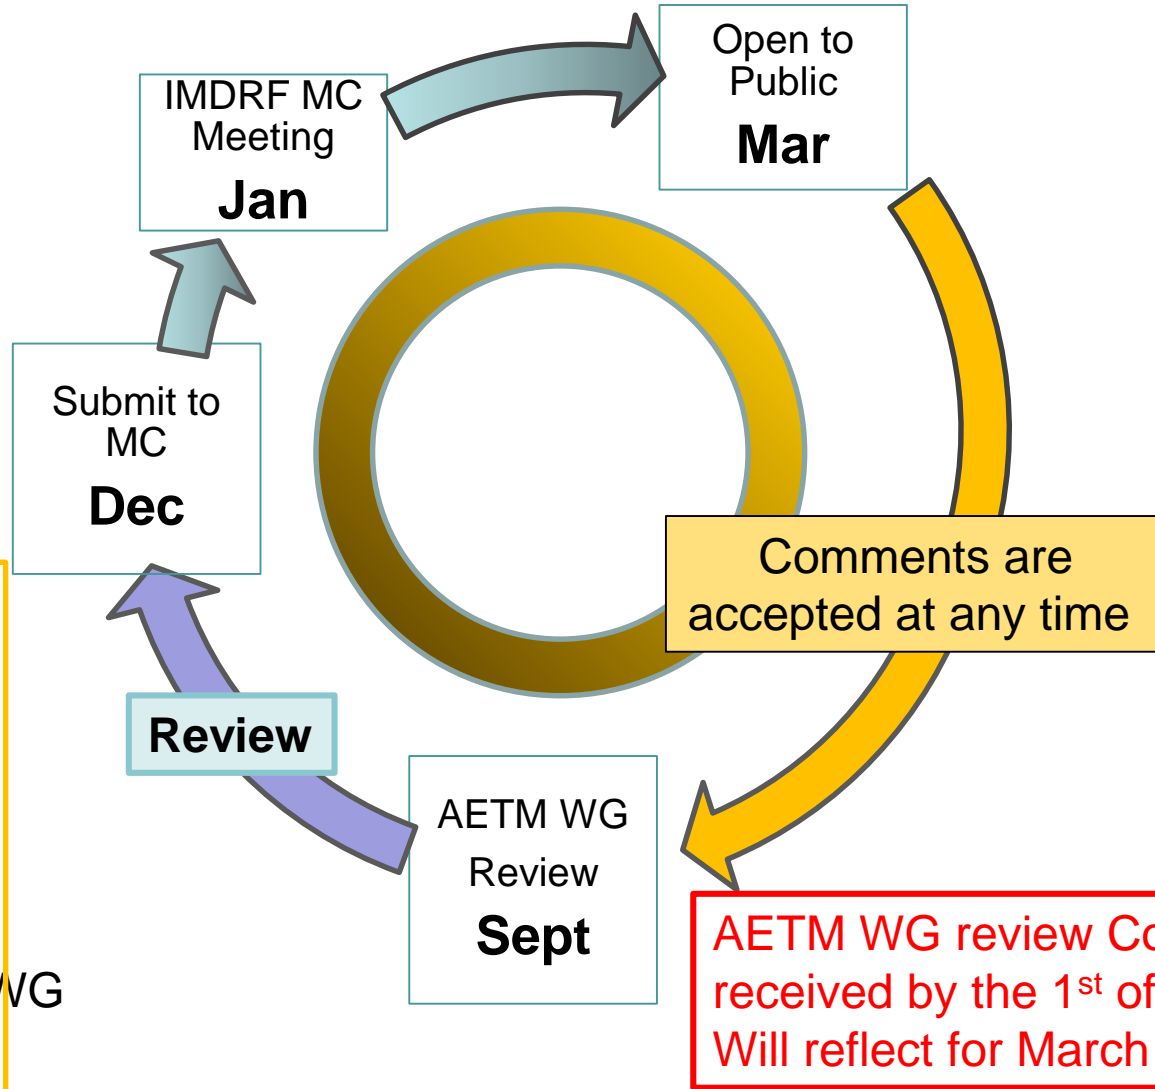 Open to
Public
Mar
IMDRF MC
Meeting
Jan
Submit to
MC
Dec
Comments are
accepted at any time
Review
AETM WG
Review
Sept
AETM WG review
received by the 1st of
Will reflect for March
WG